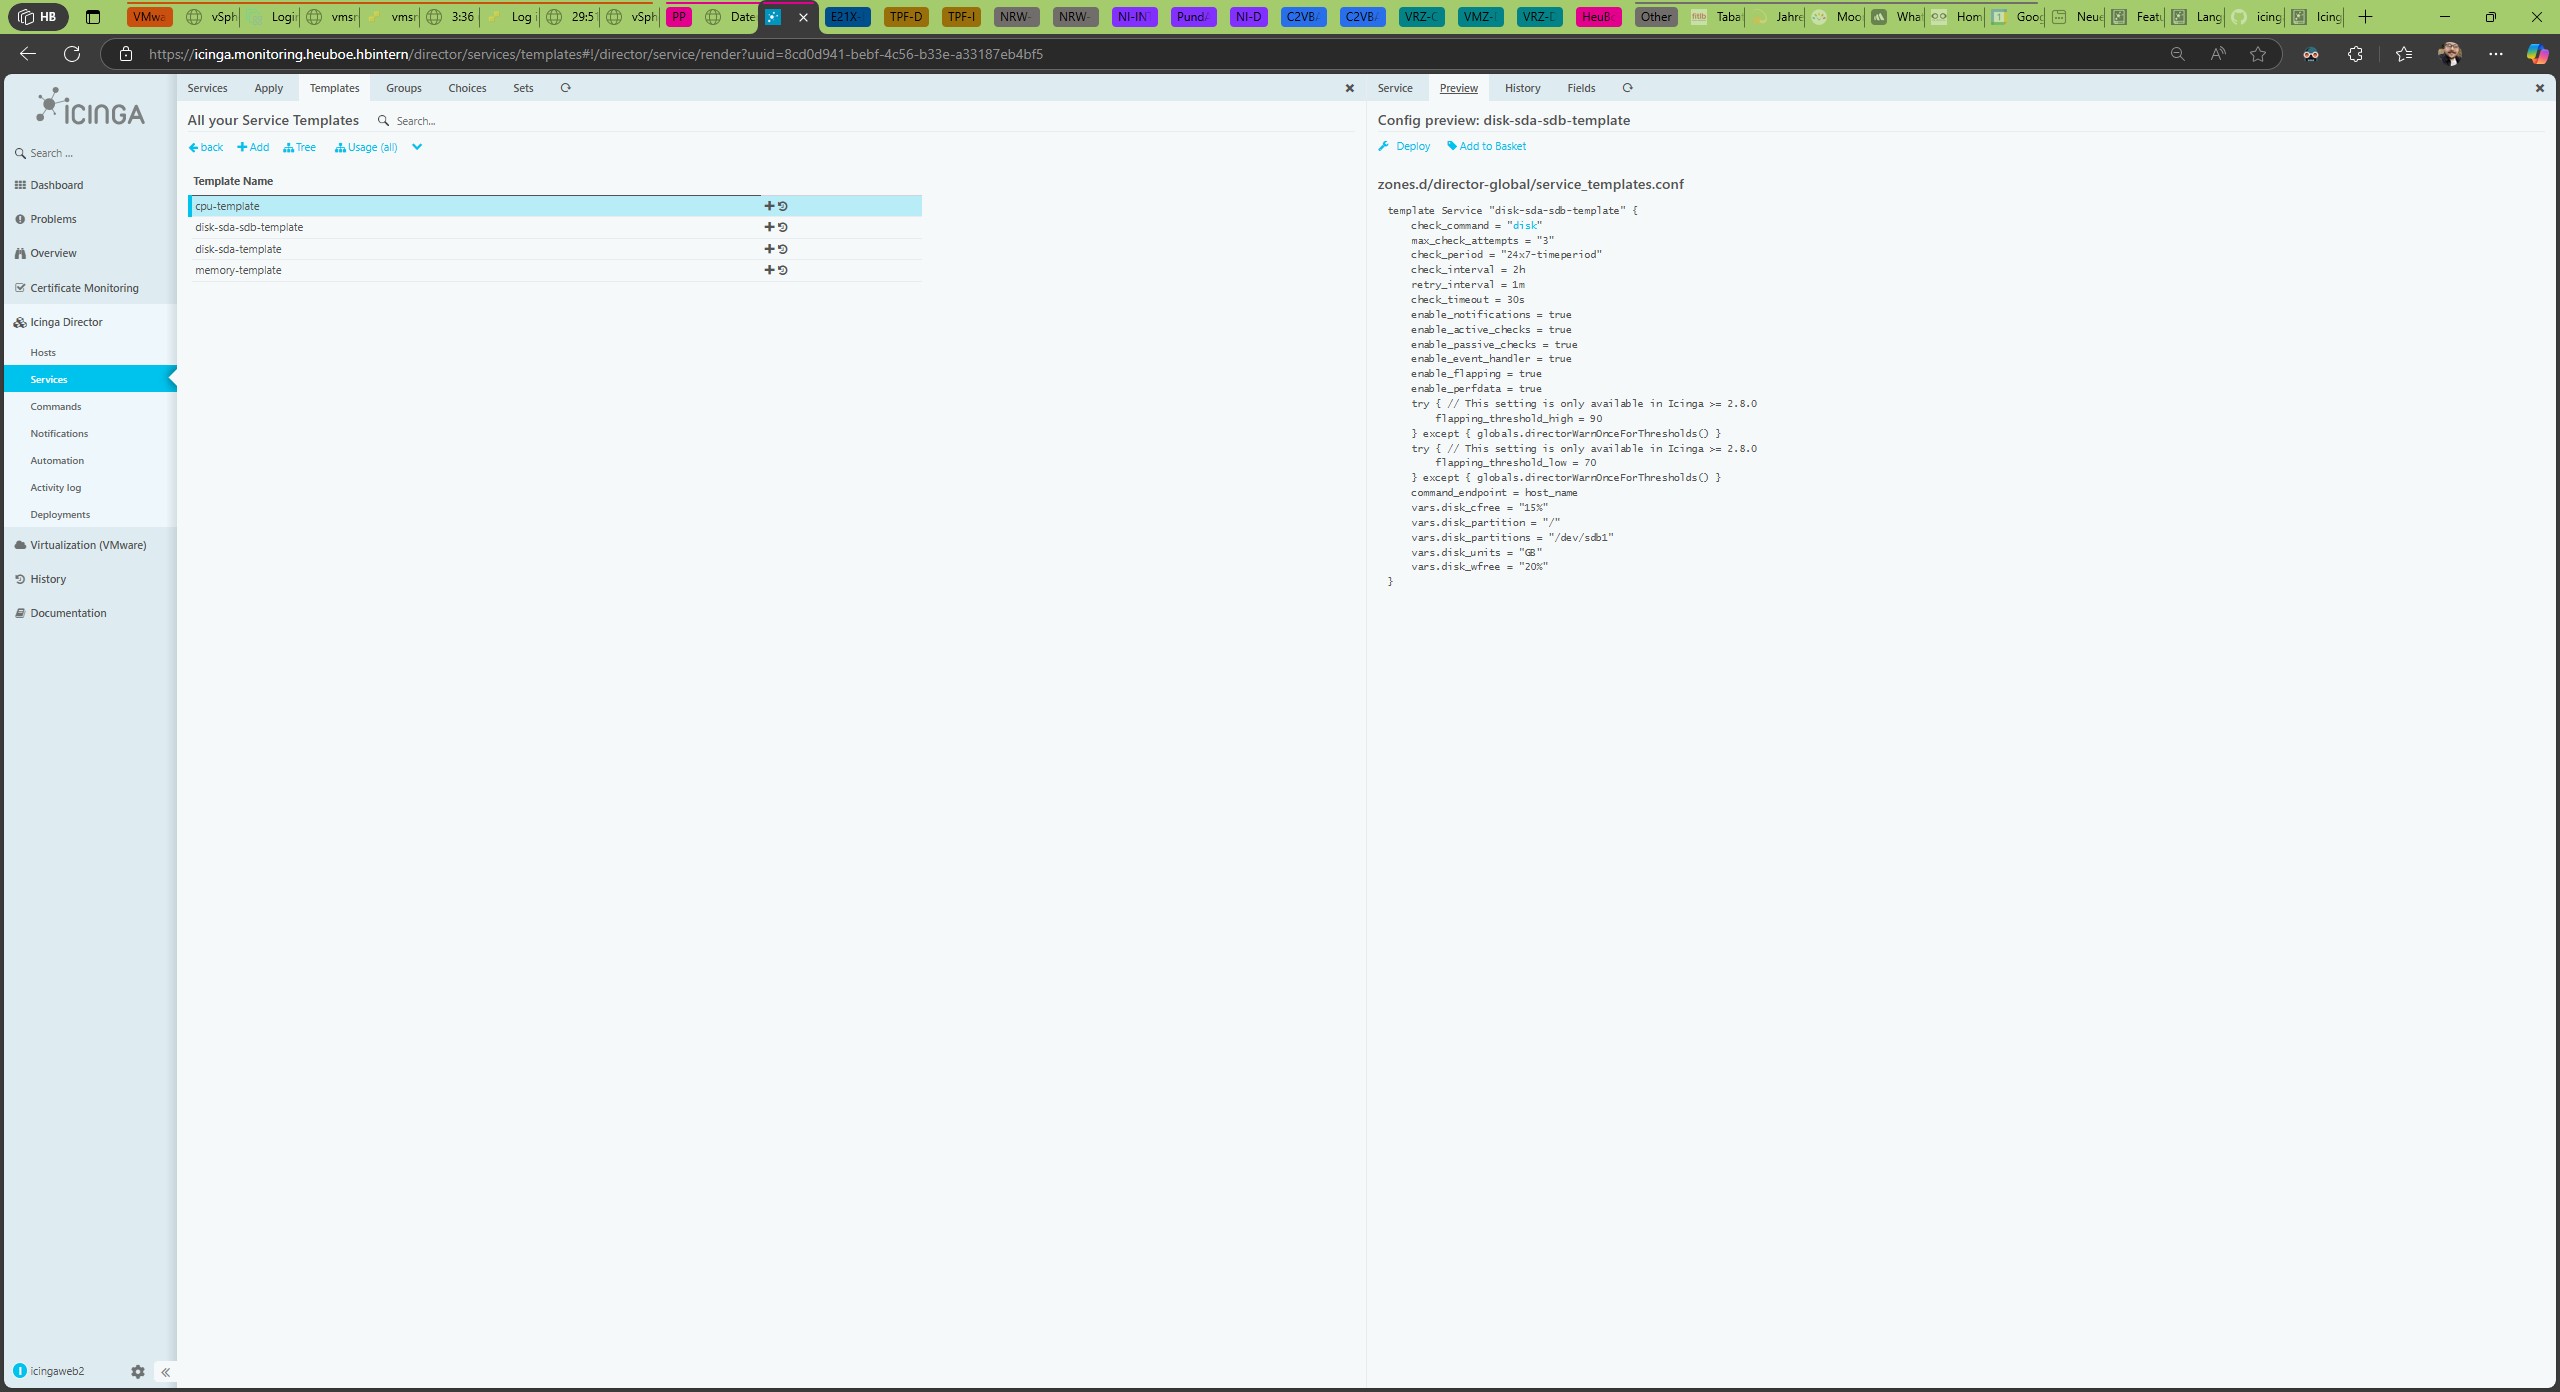 HB
VMwa
vSph
Login
vmsr
vmsr
3:36
Log i
29:51
vSph
PP
Date
E21X-
TPF-D
TPF-I
NRW-
NRW-
NI-INT
PundA
NI-D
C2VBA
C2VBA
VRZ-C
VMZ-
VRZ-D
HeuBo
Other
Taba
Jahre
Moo
Wha
Hom
Goog
Neue
Featu
Lang
icing
Icing
https://icinga.monitoring.heuboe.hbintern/director/services/templates#!/director/service/render?uuid=8cd0d941-bebf-4c56-b33e-a33187eb4bf5
ICINGA
Search ...
Dashboard
Problems
Overview
Certificate Monitoring
Icinga Director
Hosts
Services
Commands
Notifications
Automation
Activity log
Deployments
Virtualization (VMware)
History
Documentation
icingaweb2
Services Apply Templates Groups Choices Sets
All your Service Templates Search...
back Add Tree Usage (all)
Template Name
cpu-template
disk-sda-sdb-template
disk-sda-template
memory-template
Service Preview History Fields
Config preview: disk-sda-sdb-template
Deploy Add to Basket
zones.d/director-global/service_templates.conf
template Service "disk-sda-sdb-template" {
check_command = "disk"
max_check_attempts = "3"
check_period = "24x7-timeperiod"
check_interval = 2h
retry_interval = 1m
check_timeout = 30s
enable_notifications = true
enable_active_checks = true
enable_passive_checks = true
enable_event_handler = true
enable_flapping = true
enable_perfdata = true
try { // This setting is only available in Icinga >= 2.8.0
flapping_threshold_high = 90
} except { globals.directorWarnOnceForThresholds() }
try { // This setting is only available in Icinga >= 2.8.0
flapping_threshold_low = 70
} except { globals.directorWarnOnceForThresholds() }
command_endpoint = host_name
vars.disk_cfree = "15%"
vars.disk_partition = "/"
vars.disk_partitions = "/dev/sdb1"
vars.disk_units = "GB"
vars.disk_wfree = "20%"
}